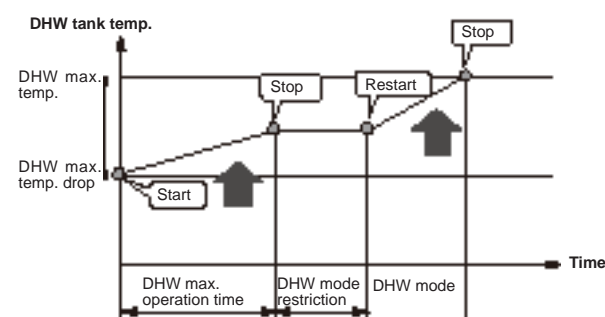 DHW tank temp.
Stop
DHW max.
temp.
Stop
Restart
DHW max.
temp. drop
Start
Time
DHW max.
operation time
DHW mode
restriction
DHW mode